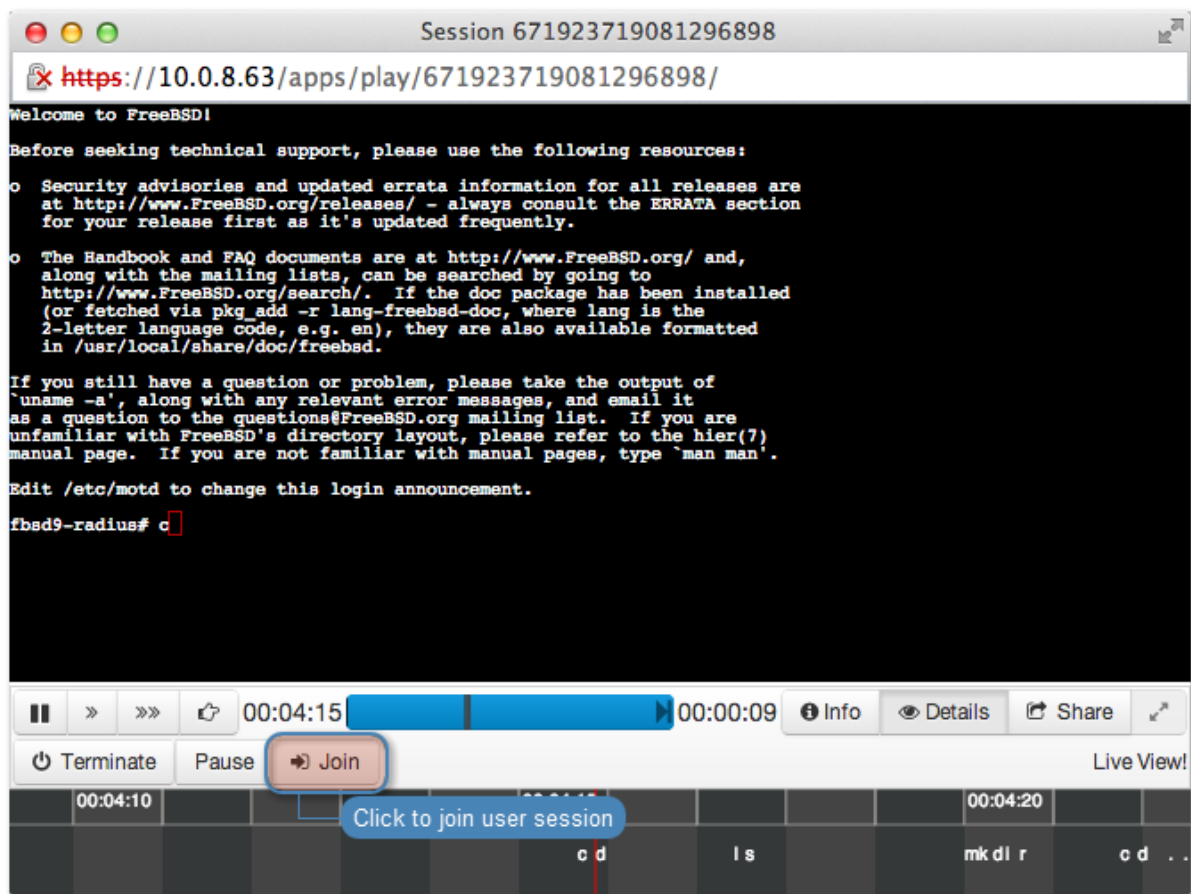 Session 671923719081296898
https://10.0.8.63/apps/play/671923719081296898/
Welcome to FreeBSD!
Before seeking technical support, please use the following resources:
o  Security advisories and updated errata information for all releases are
at http://www.FreeBSD.org/releases/ - always consult the ERRATA section
for your release first as it's updated frequently.
o  The Handbook and FAQ documents are at http://www.FreeBSD.org/ and,
along with the mailing lists, can be searched by going to
http://www.FreeBSD.org/search/.  If the doc package has been installed
(or fetched via pkg_add -r lang-freebsd-doc, where lang is the
2-letter language code, e.g. en), they are also available formatted
in /usr/local/share/doc/freebsd.
If you still have a question or problem, please take the output of
`uname -a', along with any relevant error messages, and email it
as a question to the questions@FreeBSD.org mailing list.  If you are
unfamiliar with FreeBSD's directory layout, please refer to the hier(7)
manual page.  If you are not familiar with manual pages, type `man man'.
Edit /etc/motd to change this login announcement.
fbsd9-radius# c
00:04:15 00:00:09 Info Details Share
Terminate Pause Join Live View!
00:04:10 00:04:20
Click to join user session
c d l s mk di r c d . .